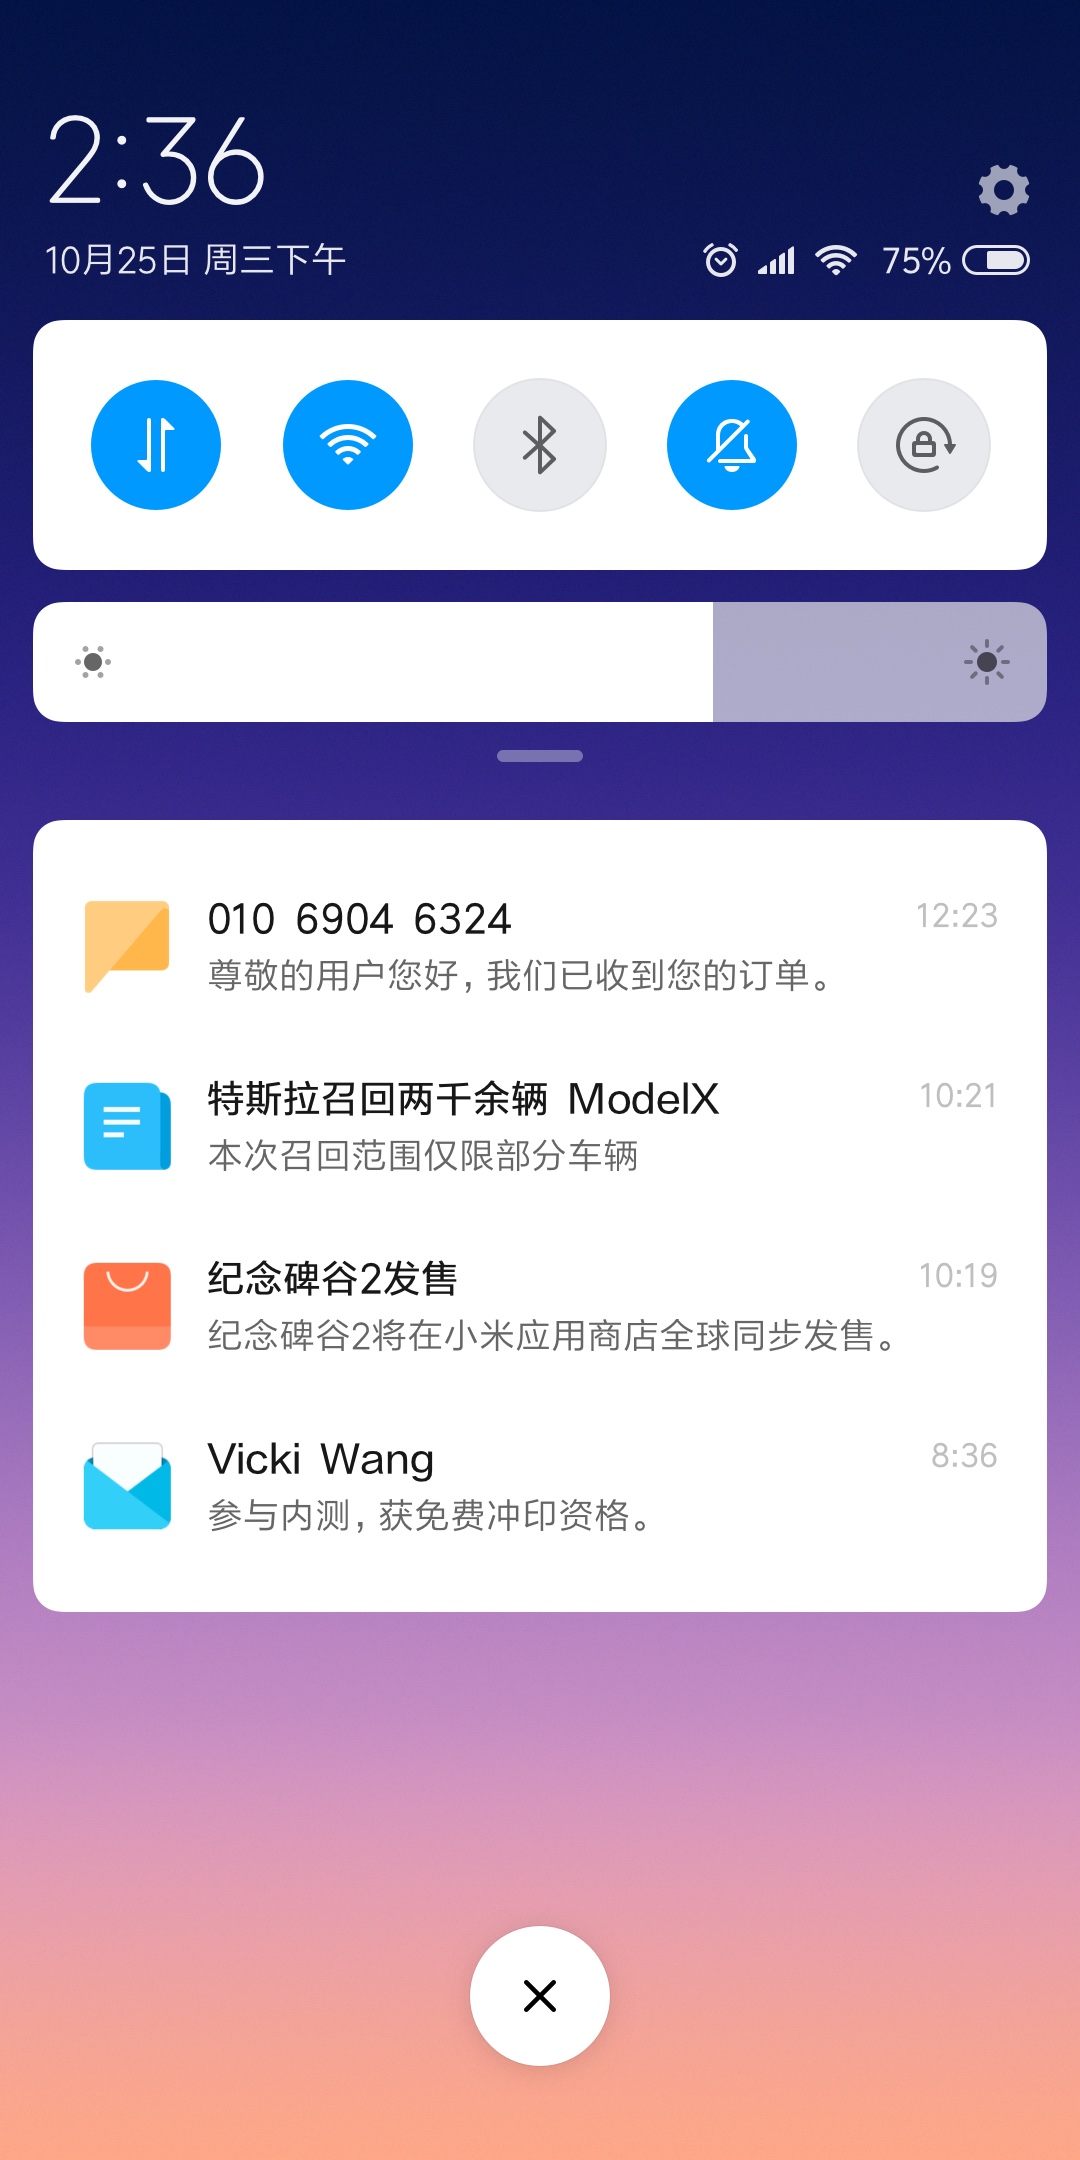 2:36
10月25日 周三下午
75%
010 6904 6324
12:23
尊敬的用户您好，我们已收到您的订单。
特斯拉召回两千余辆 ModelX
10:21
本次召回范围仅限部分车辆
纪念碑谷2发售
10:19
纪念碑谷2将在小米应用商店全球同步发售。
Vicki Wang
8:36
参与内测，获免费冲印资格。